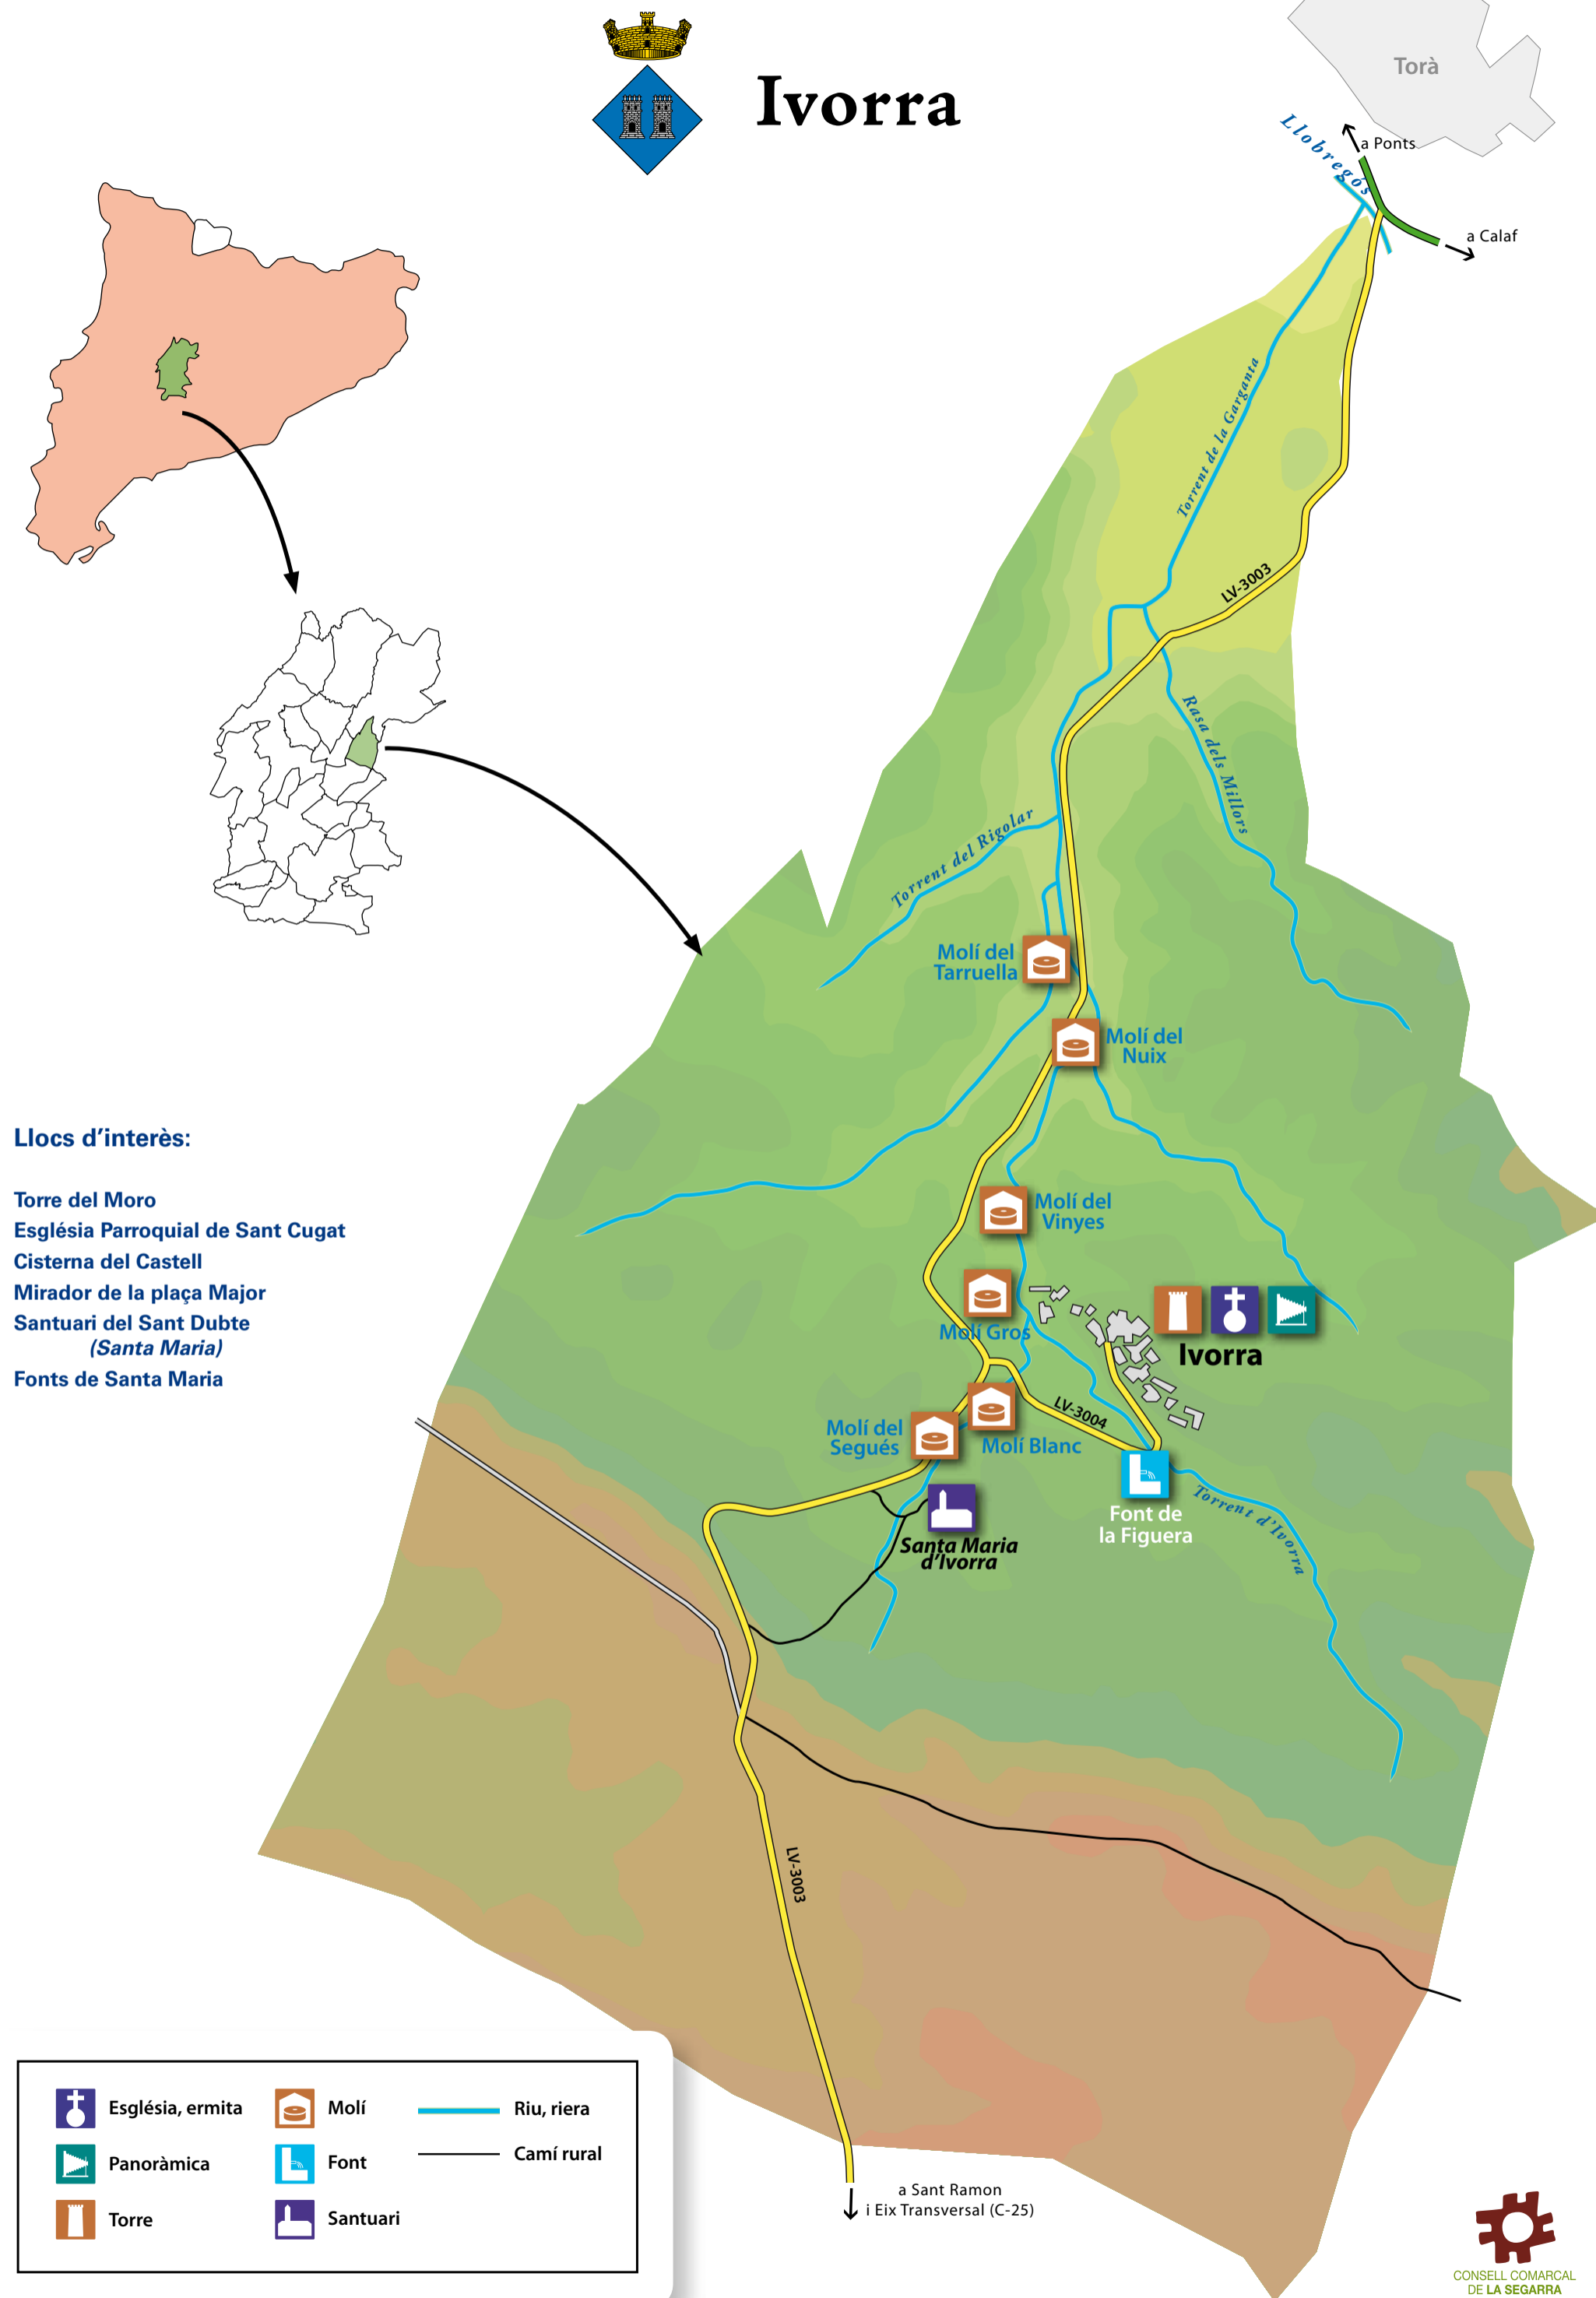 Ivorra
Torà
Llobregós
a Ponts
a Calaf
Torrent de la Garganta
LV-3003
Rasa dels Millors
Torrent del Rigolar
Molí del
Tarruella
Molí del
Nuix
Llocs d'interès:
Torre del Moro
Església Parroquial de Sant Cugat
Cisterna del Castell
Mirador de la plaça Major
Santuari del Sant Dubte
(Santa Maria)
Fonts de Santa Maria
Molí del
Vinyes
Molí Gros
Ivorra
LV-3004
Molí del
Segués
Molí Blanc
Font de
la Figuera
Torrent d'Ivorra
Santa Maria
d'Ivorra
LV-3003
Església, ermita
Panoràmica
Torre
Molí
Font
Santuari
Riu, riera
Camí rural
a Sant Ramon
i Eix Transversal (C-25)
CONSELL COMARCAL
DE LA SEGARRA